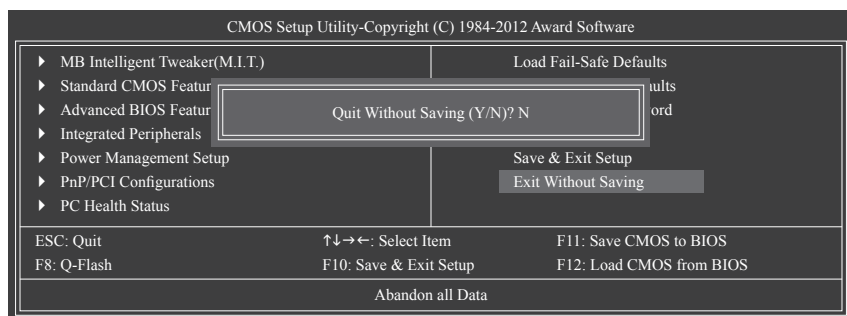 CMOS Setup Utility-Copyright (C) 1984-2012 Award Software
MB Intelligent Tweaker(M.I.T.)
Standard CMOS Featur
Advanced BIOS Featur
Integrated Peripherals
Power Management Setup
PnP/PCI Configurations
PC Health Status
Load Fail-Safe Defaults
aults
ord
Save & Exit Setup
Exit Without Saving
Quit Without Saving (Y/N)? N
ESC: Quit
↑↓→←: Select Item
F11: Save CMOS to BIOS
F8: Q-Flash
F10: Save & Exit Setup
F12: Load CMOS from BIOS
Abandon all Data